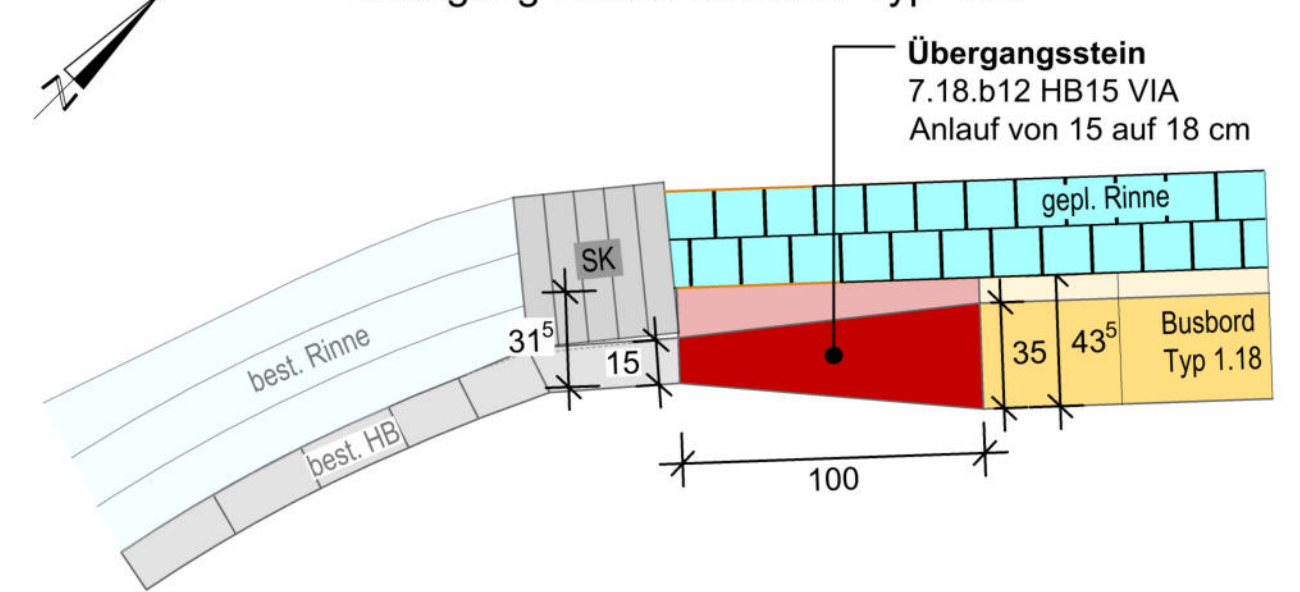 N
Übergangsstein
7.18.b12 HB15 VIA
Anlauf von 15 auf 18 cm
gepl. Rinne
SK
best. Rinne
31⁵
15
35
43⁵
Busbord
Typ 1.18
best. HB
100